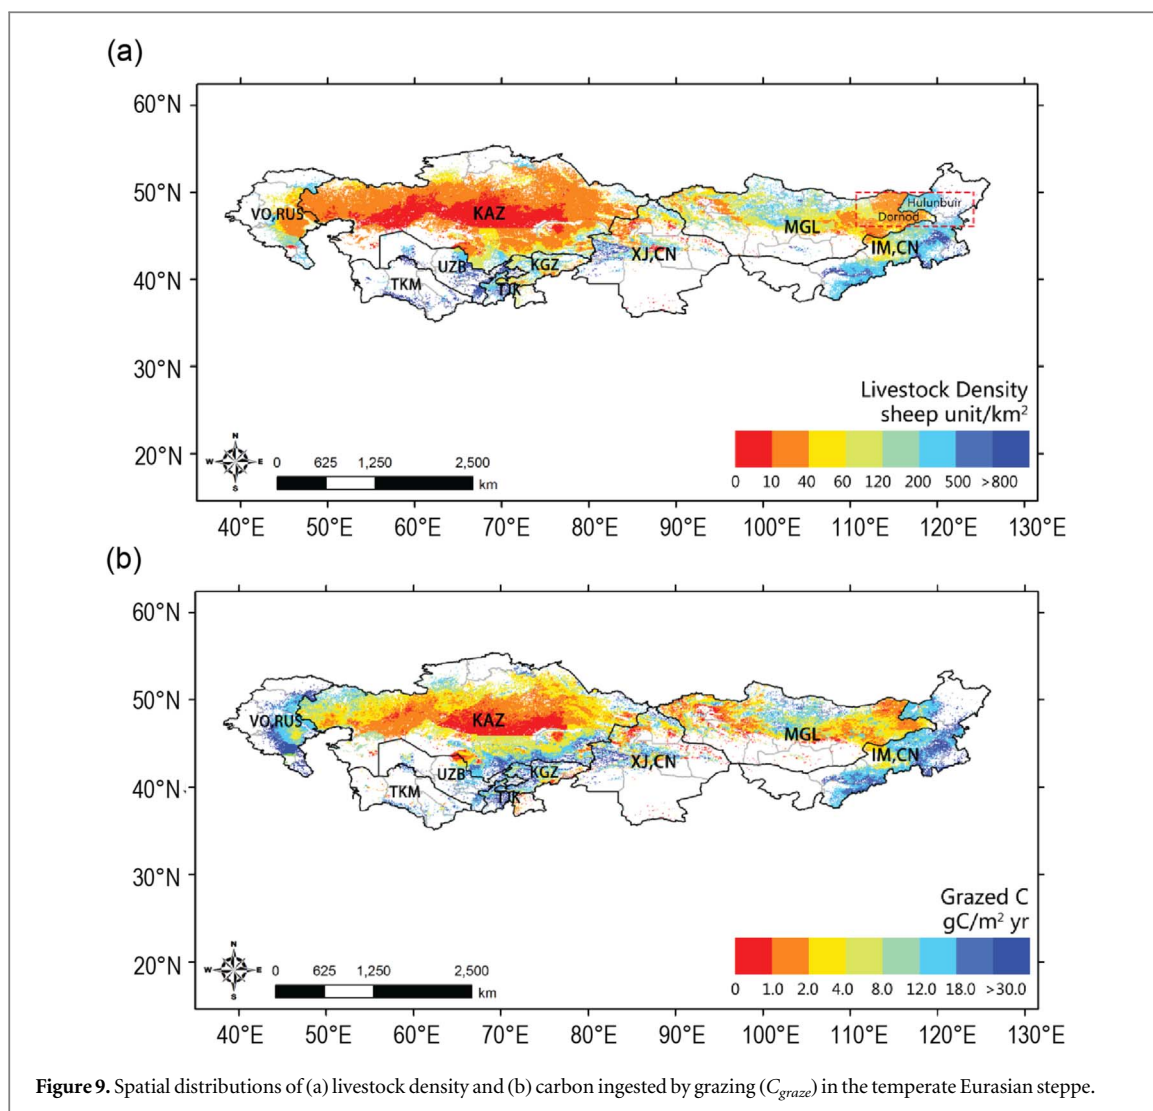 (a)
60°N
50°N
40°N
30°N
20°N
VO,RUS
KAZ
UZB
TKM
KGZ
TJK
XJ,CN
MGL
IM,CN
Hulunbuir
Dornod
Livestock Density
sheep unit/km²
0 10 40 60 120 200 500 >800
N
W E
S
0 625 1,250 2,500
km
40°E 50°E 60°E 70°E 80°E 90°E 100°E 110°E 120°E 130°E
(b)
60°N
50°N
40°N
30°N
20°N
VO,RUS
KAZ
UZB
TKM
KGZ
TJK
XJ,CN
MGL
IM,CN
Grazed C
gC/m² yr
0 1.0 2.0 4.0 8.0 12.0 18.0 >30.0
N
W E
S
0 625 1,250 2,500
km
40°E 50°E 60°E 70°E 80°E 90°E 100°E 110°E 120°E 130°E
Figure 9. Spatial distributions of (a) livestock density and (b) carbon ingested by grazing (C_graze) in the temperate Eurasian steppe.